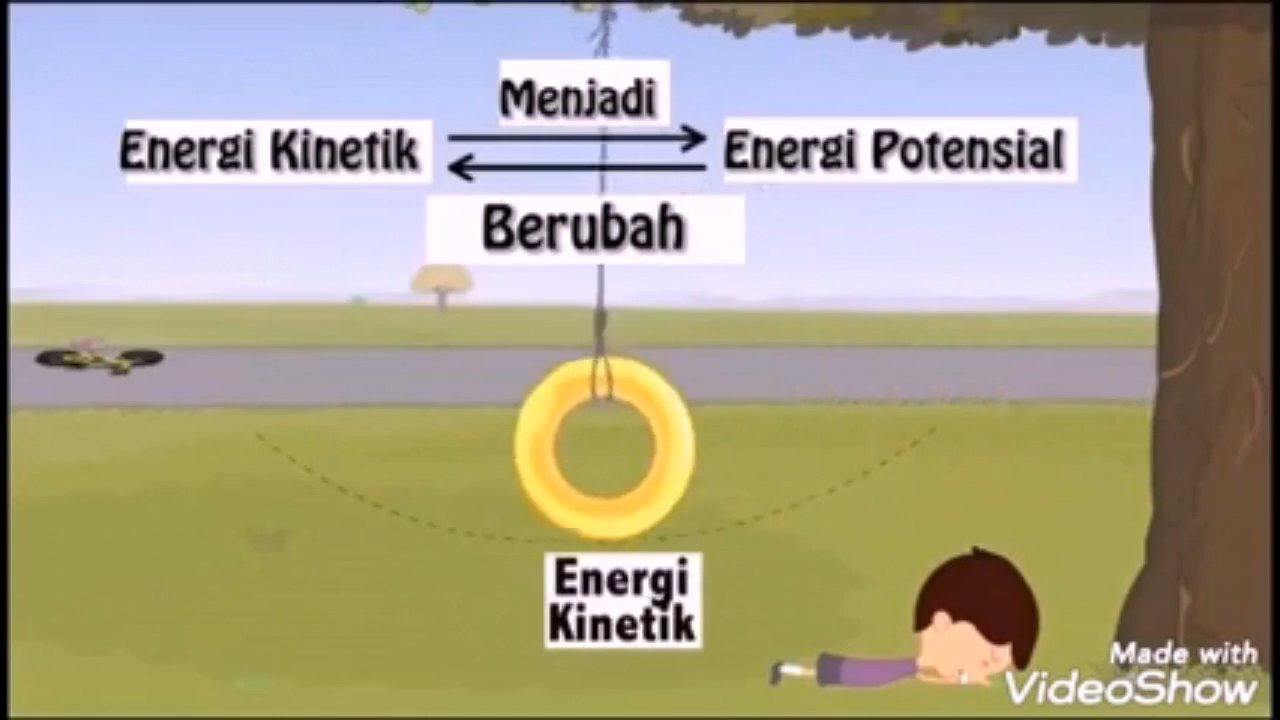 Menjadi
Energi Kinetik
Energi Potensial
Berubah
Energi
Kinetik
Made with
VideoShow